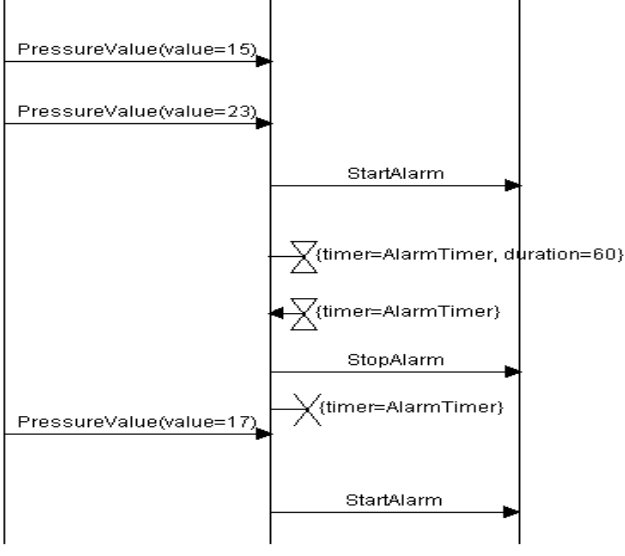 PressureValue(value=15)
PressureValue(value=23)
StartAlarm
{timer=AlarmTimer, duration=60}
{timer=AlarmTimer}
StopAlarm
{timer=AlarmTimer}
PressureValue(value=17)
StartAlarm